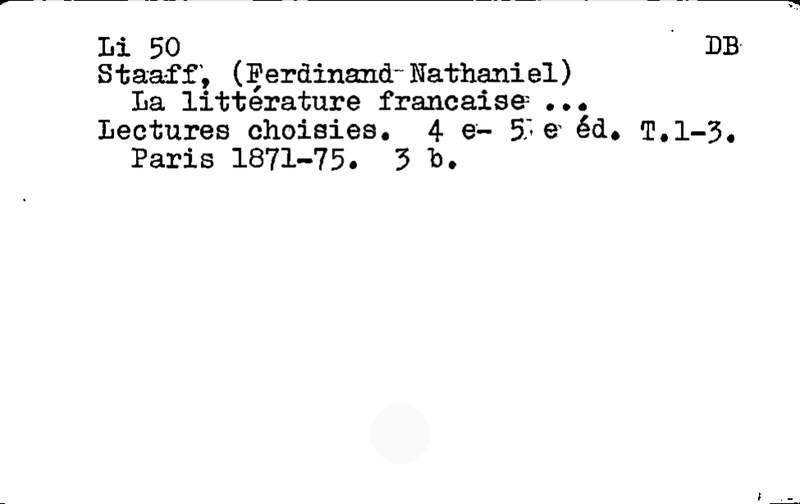 Li 50 DB
Staaff, (Ferdinand-Nathaniel)
La littérature francaise ...
Lectures choisies. 4 e- 5 e éd. T.1-3.
Paris 1871-75. 3 b.